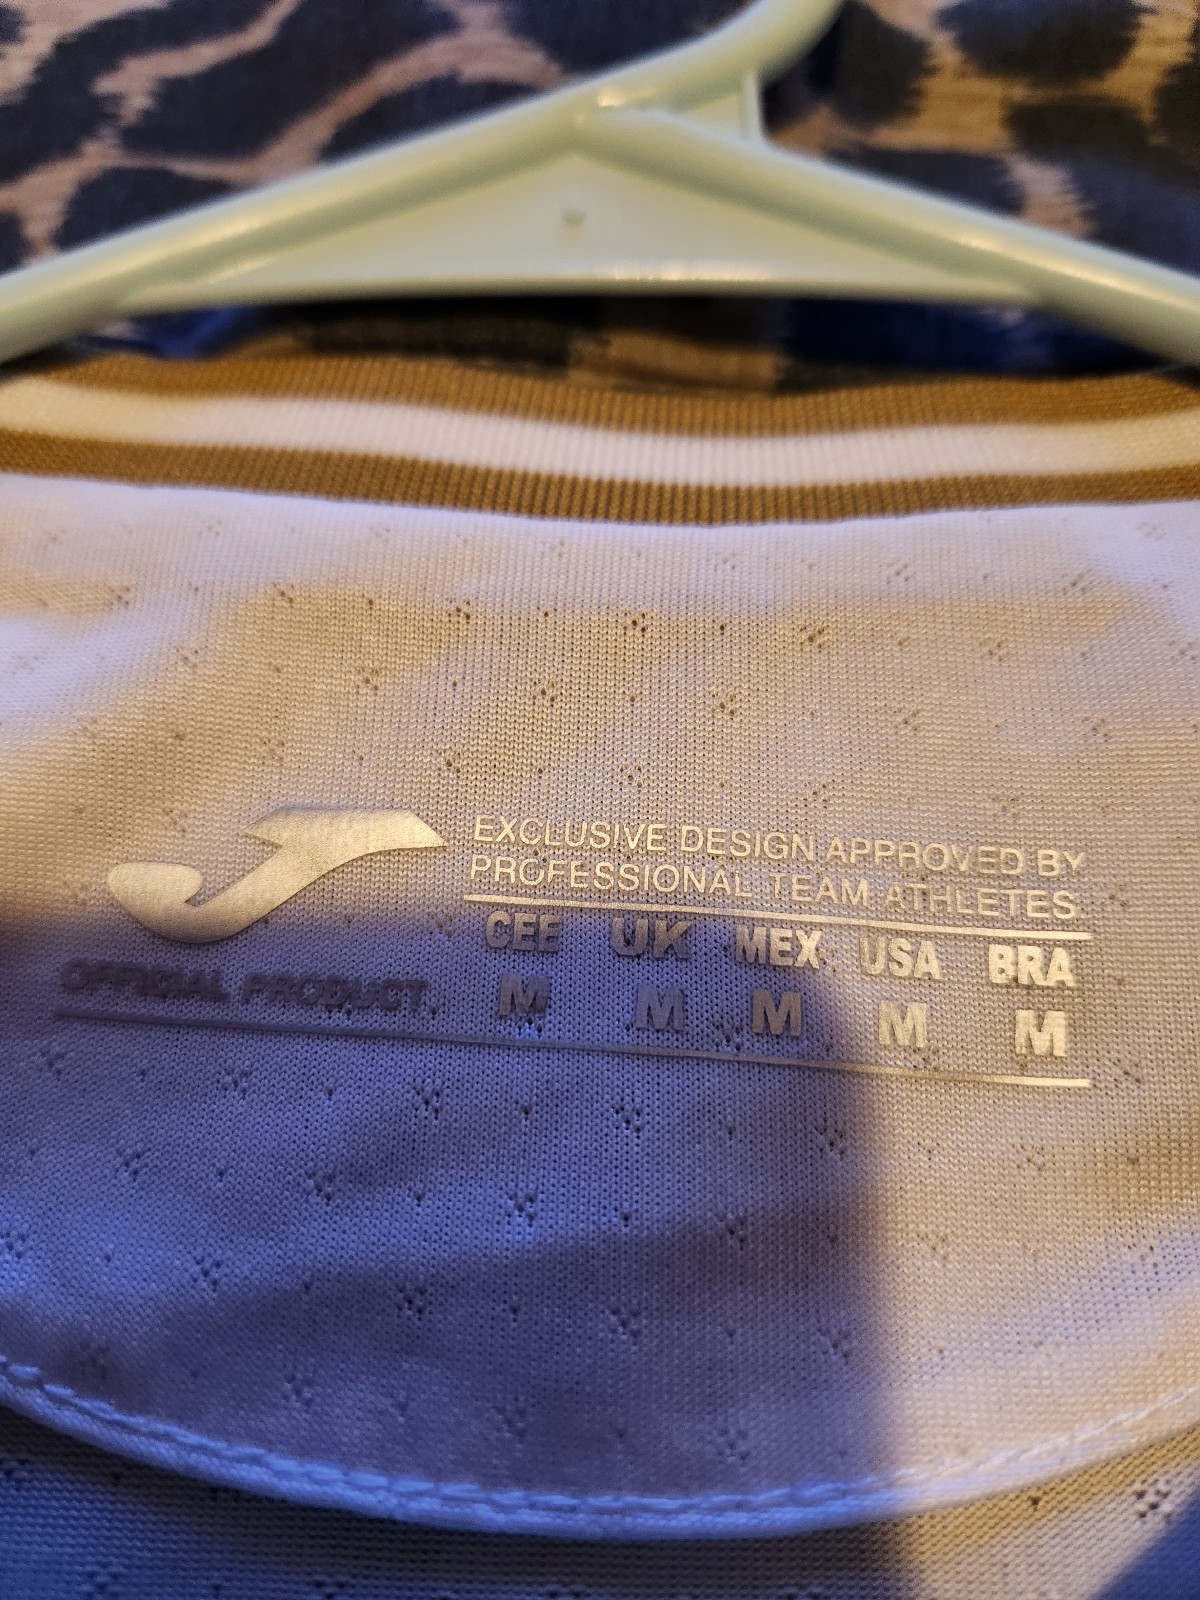 EXCLUSIVE DESIGN APPROVED BY
PROFESSIONAL TEAM ATHLETES
CEE UK MEX USA BRA
M M M M M
OFFICIAL PRODUCT